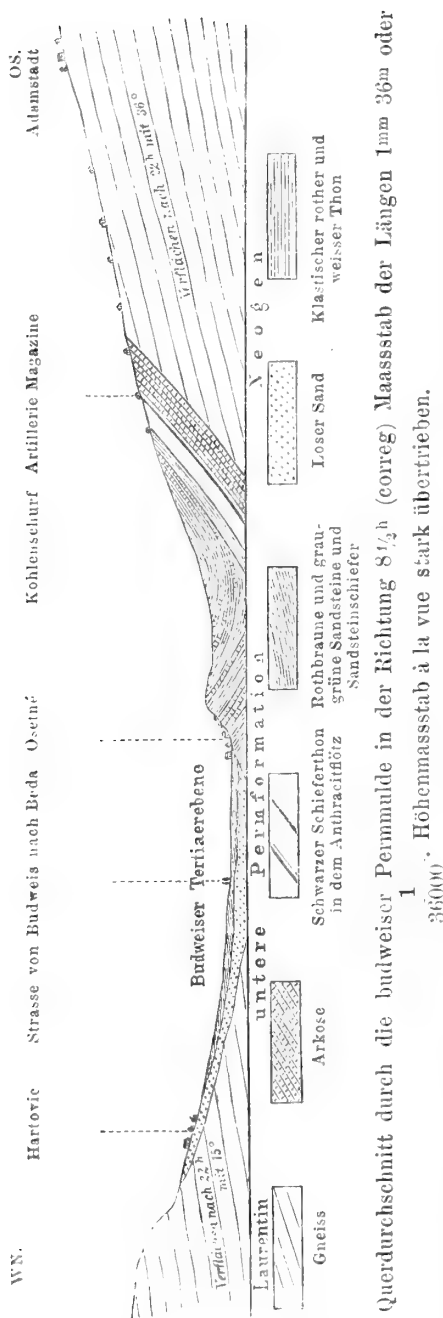 WN.
OS.
Hartovic Strasse von Budweis nach Beda Osetné Kohlenschurf Artillerie Magazine Adamstadt
Verflächen nach 22h mit 15°
Budweiser Tertiaerebene
Verflächen nach 22h mit 36°
Laurentin untere Permformation Neogen
Gneiss
Arkose
Schwarzer Schieferthon
in dem Anthracitflötz
Rothbraune und grau-
grüne Sandsteine und
Sandsteinschiefer
Loser Sand
Klastischer rother und
weisser Thon
Querdurchschnitt durch die budweiser Permmulde in der Richtung 8½h (correg) Maassstab der Längen 1mm 36m oder
1/36000. Höhenmassstab à la vue stark übertrieben.